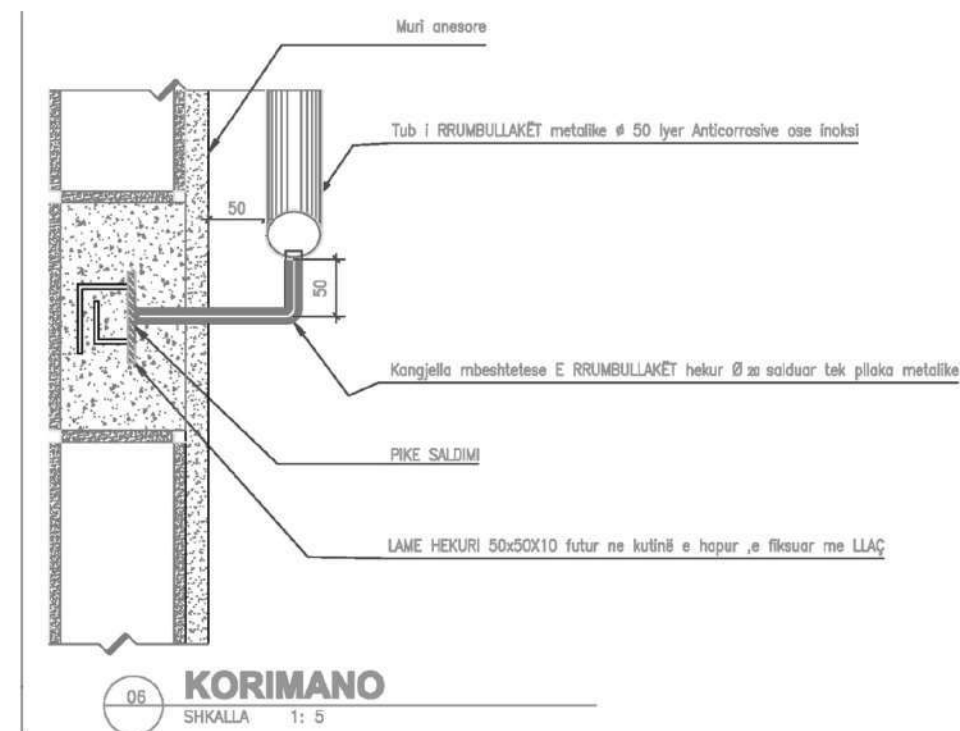 Muri anesore
Tub i RRUMBULLAKËT metalike ø 50 lyer Anticorrosive ose inoksi
50
50
Kangjella mbeshtetese E RRUMBULLAKËT hekur Ø 20 salduar tek pllaka metalike
PIKE SALDIMI
LAME HEKURI 50x50X10 futur ne kutinë e hapur ,e fiksuar me LLAÇ
06 KORIMANO
SHKALLA 1: 5